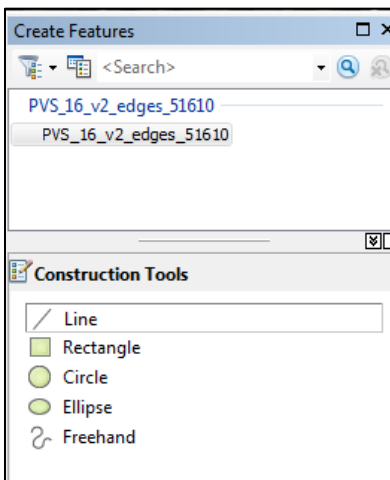 Create Features
<Search>
PVS_16_v2_edges_51610
PVS_16_v2_edges_51610
Construction Tools
Line
Rectangle
Circle
Ellipse
Freehand